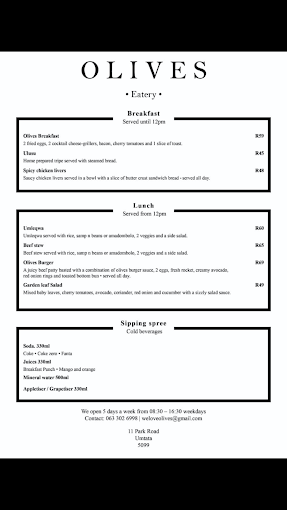 OLIVES
• Eatery •
Breakfast
Served until 12pm
Olives Breakfast R59
2 fried eggs, 2 cocktail cheese-grillers, bacon, cherry tomatoes and 1 slice of toast.
Ulusu R45
Home prepared tripe served with steamed bread.
Spicy chicken livers R48
Saucy chicken livers served in a bowl with a slice of butter crust sandwich bread - served all day.
Lunch
Served from 12pm
Umleqwa R60
Umleqwa served with rice, samp n beans or amadombolo, 2 veggies and a side salad.
Beef stew R65
Beef stew served with rice, samp n beans or amadombolo, 2 veggies and a side salad.
Olives Burger R69
A juicy beef patty basted with a combination of olives burger sauce, 2 eggs, fresh rocket, creamy avocado,
red onion rings and toasted buttom bun - served all day.
Garden leaf Salad R49
Mixed baby leaves, cherry tomatoes, avocado, coriander, red onion and cucumber with a sizzly salad sauce.
Sipping spree
Cold beverages
Soda. 330ml
Coke • Coke zero • Fanta
Juices 330ml
Breakfast Punch • Mango and orange
Mineral water 500ml
Appletiser / Grapetiser 330ml
We open 5 days a week from 08:30 – 16:30 weekdays
Contact: 063 302 6998 | weloveolives@gmail.com
11 Park Road
Umtata
5099